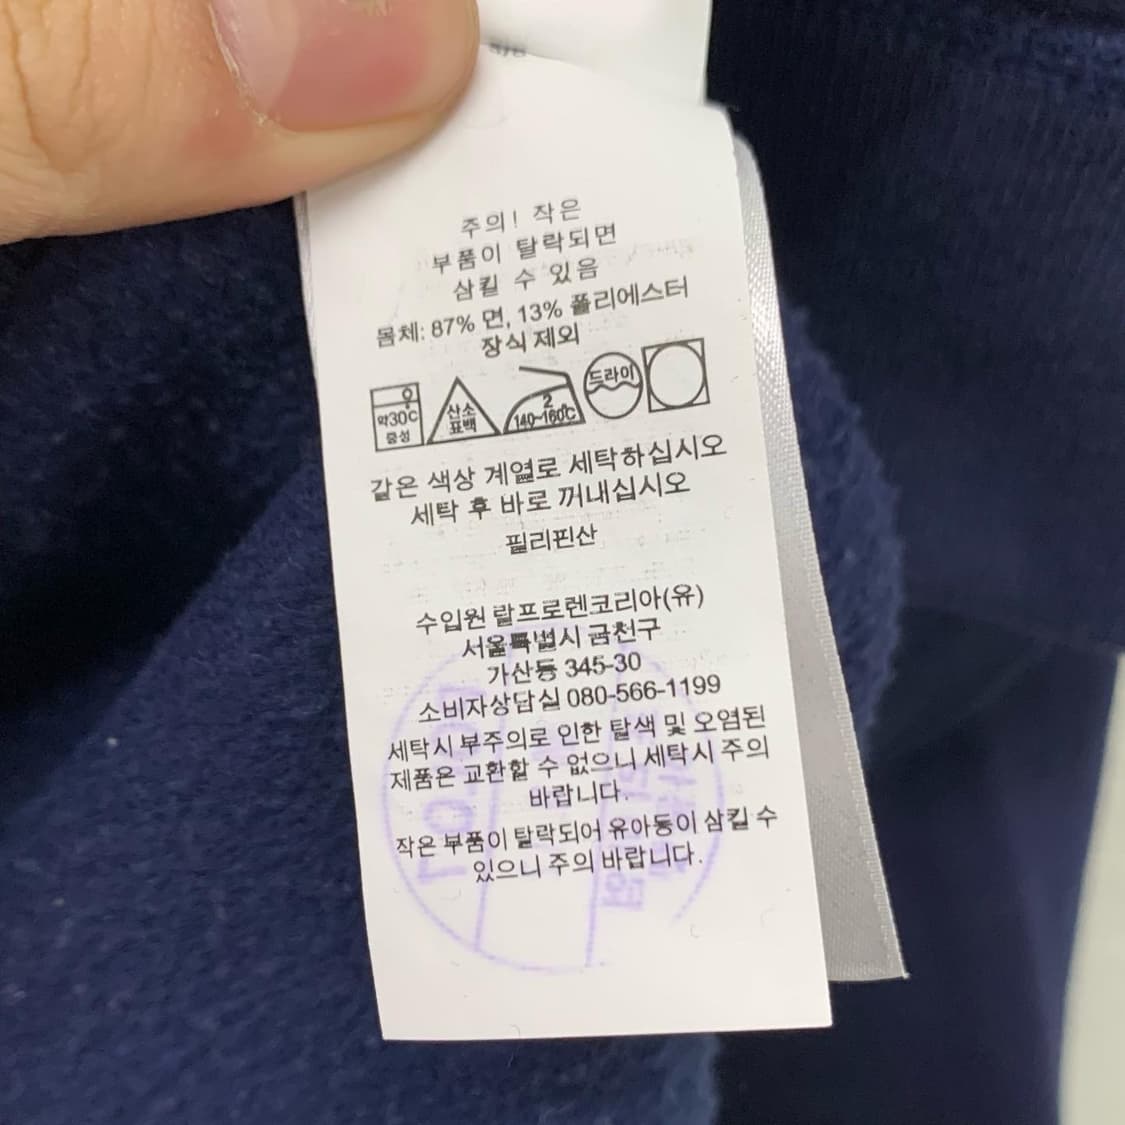 주의! 작은
부품이 탈락되면
삼킬 수 있음
몸체: 87% 면, 13% 폴리에스터
장식 제외
약30℃
중성
산소
표백
2
140~160℃
드라이
같은 색상 계열로 세탁하십시오
세탁 후 바로 꺼내십시오
필리핀산
수입원 랄프로렌코리아(유)
서울특별시 금천구
가산동 345-30
소비자상담실 080-566-1199
세탁시 부주의로 인한 탈색 및 오염된
제품은 교환할 수 없으니 세탁시 주의
바랍니다.
작은 부품이 탈락되어 유아동이 삼킬 수
있으니 주의 바랍니다.